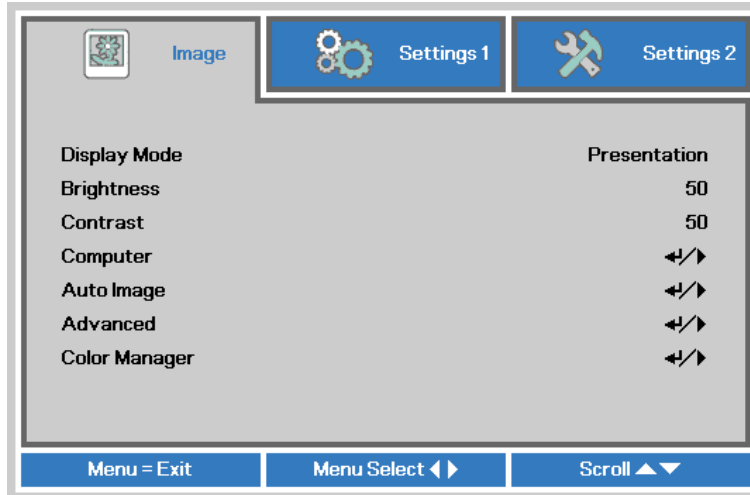 Image Settings 1 Settings 2
Display Mode Presentation
Brightness 50
Contrast 50
Computer ↵/▶
Auto Image ↵/▶
Advanced ↵/▶
Color Manager ↵/▶
Menu = Exit Menu Select ◀▶ Scroll ▲▼